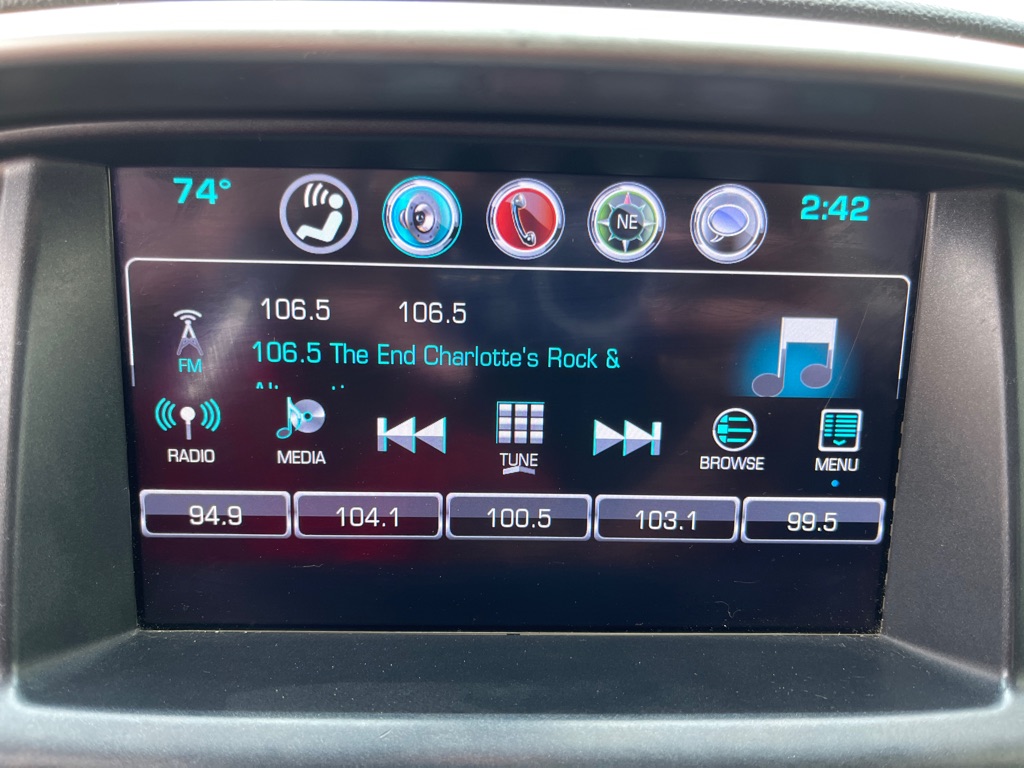 74°
NE
2:42
106.5 106.5
FM
106.5 The End Charlotte's Rock &
RADIO
MEDIA
TUNE
BROWSE
MENU
94.9
104.1
100.5
103.1
99.5